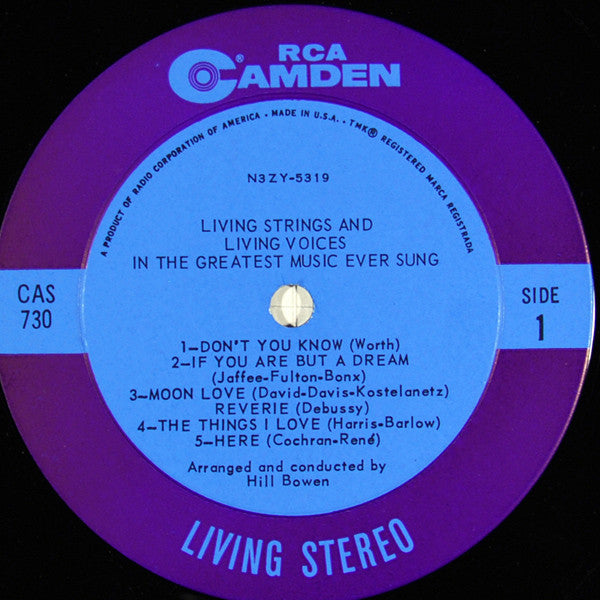 RCA
CAMDEN®
A PRODUCT OF RADIO CORPORATION OF AMERICA • MADE IN U.S.A. • TMK® REGISTERED MARCA REGISTRADA
N3ZY-5319
LIVING STRINGS AND
LIVING VOICES
IN THE GREATEST MUSIC EVER SUNG
CAS
730
SIDE
1
1—DON'T YOU KNOW (Worth)
2—IF YOU ARE BUT A DREAM
(Jaffee-Fulton-Bonx)
3—MOON LOVE (David-Davis-Kostelanetz)
REVERIE (Debussy)
4—THE THINGS I LOVE (Harris-Barlow)
5—HERE (Cochran-René)
Arranged and conducted by
Hill Bowen
LIVING STEREO